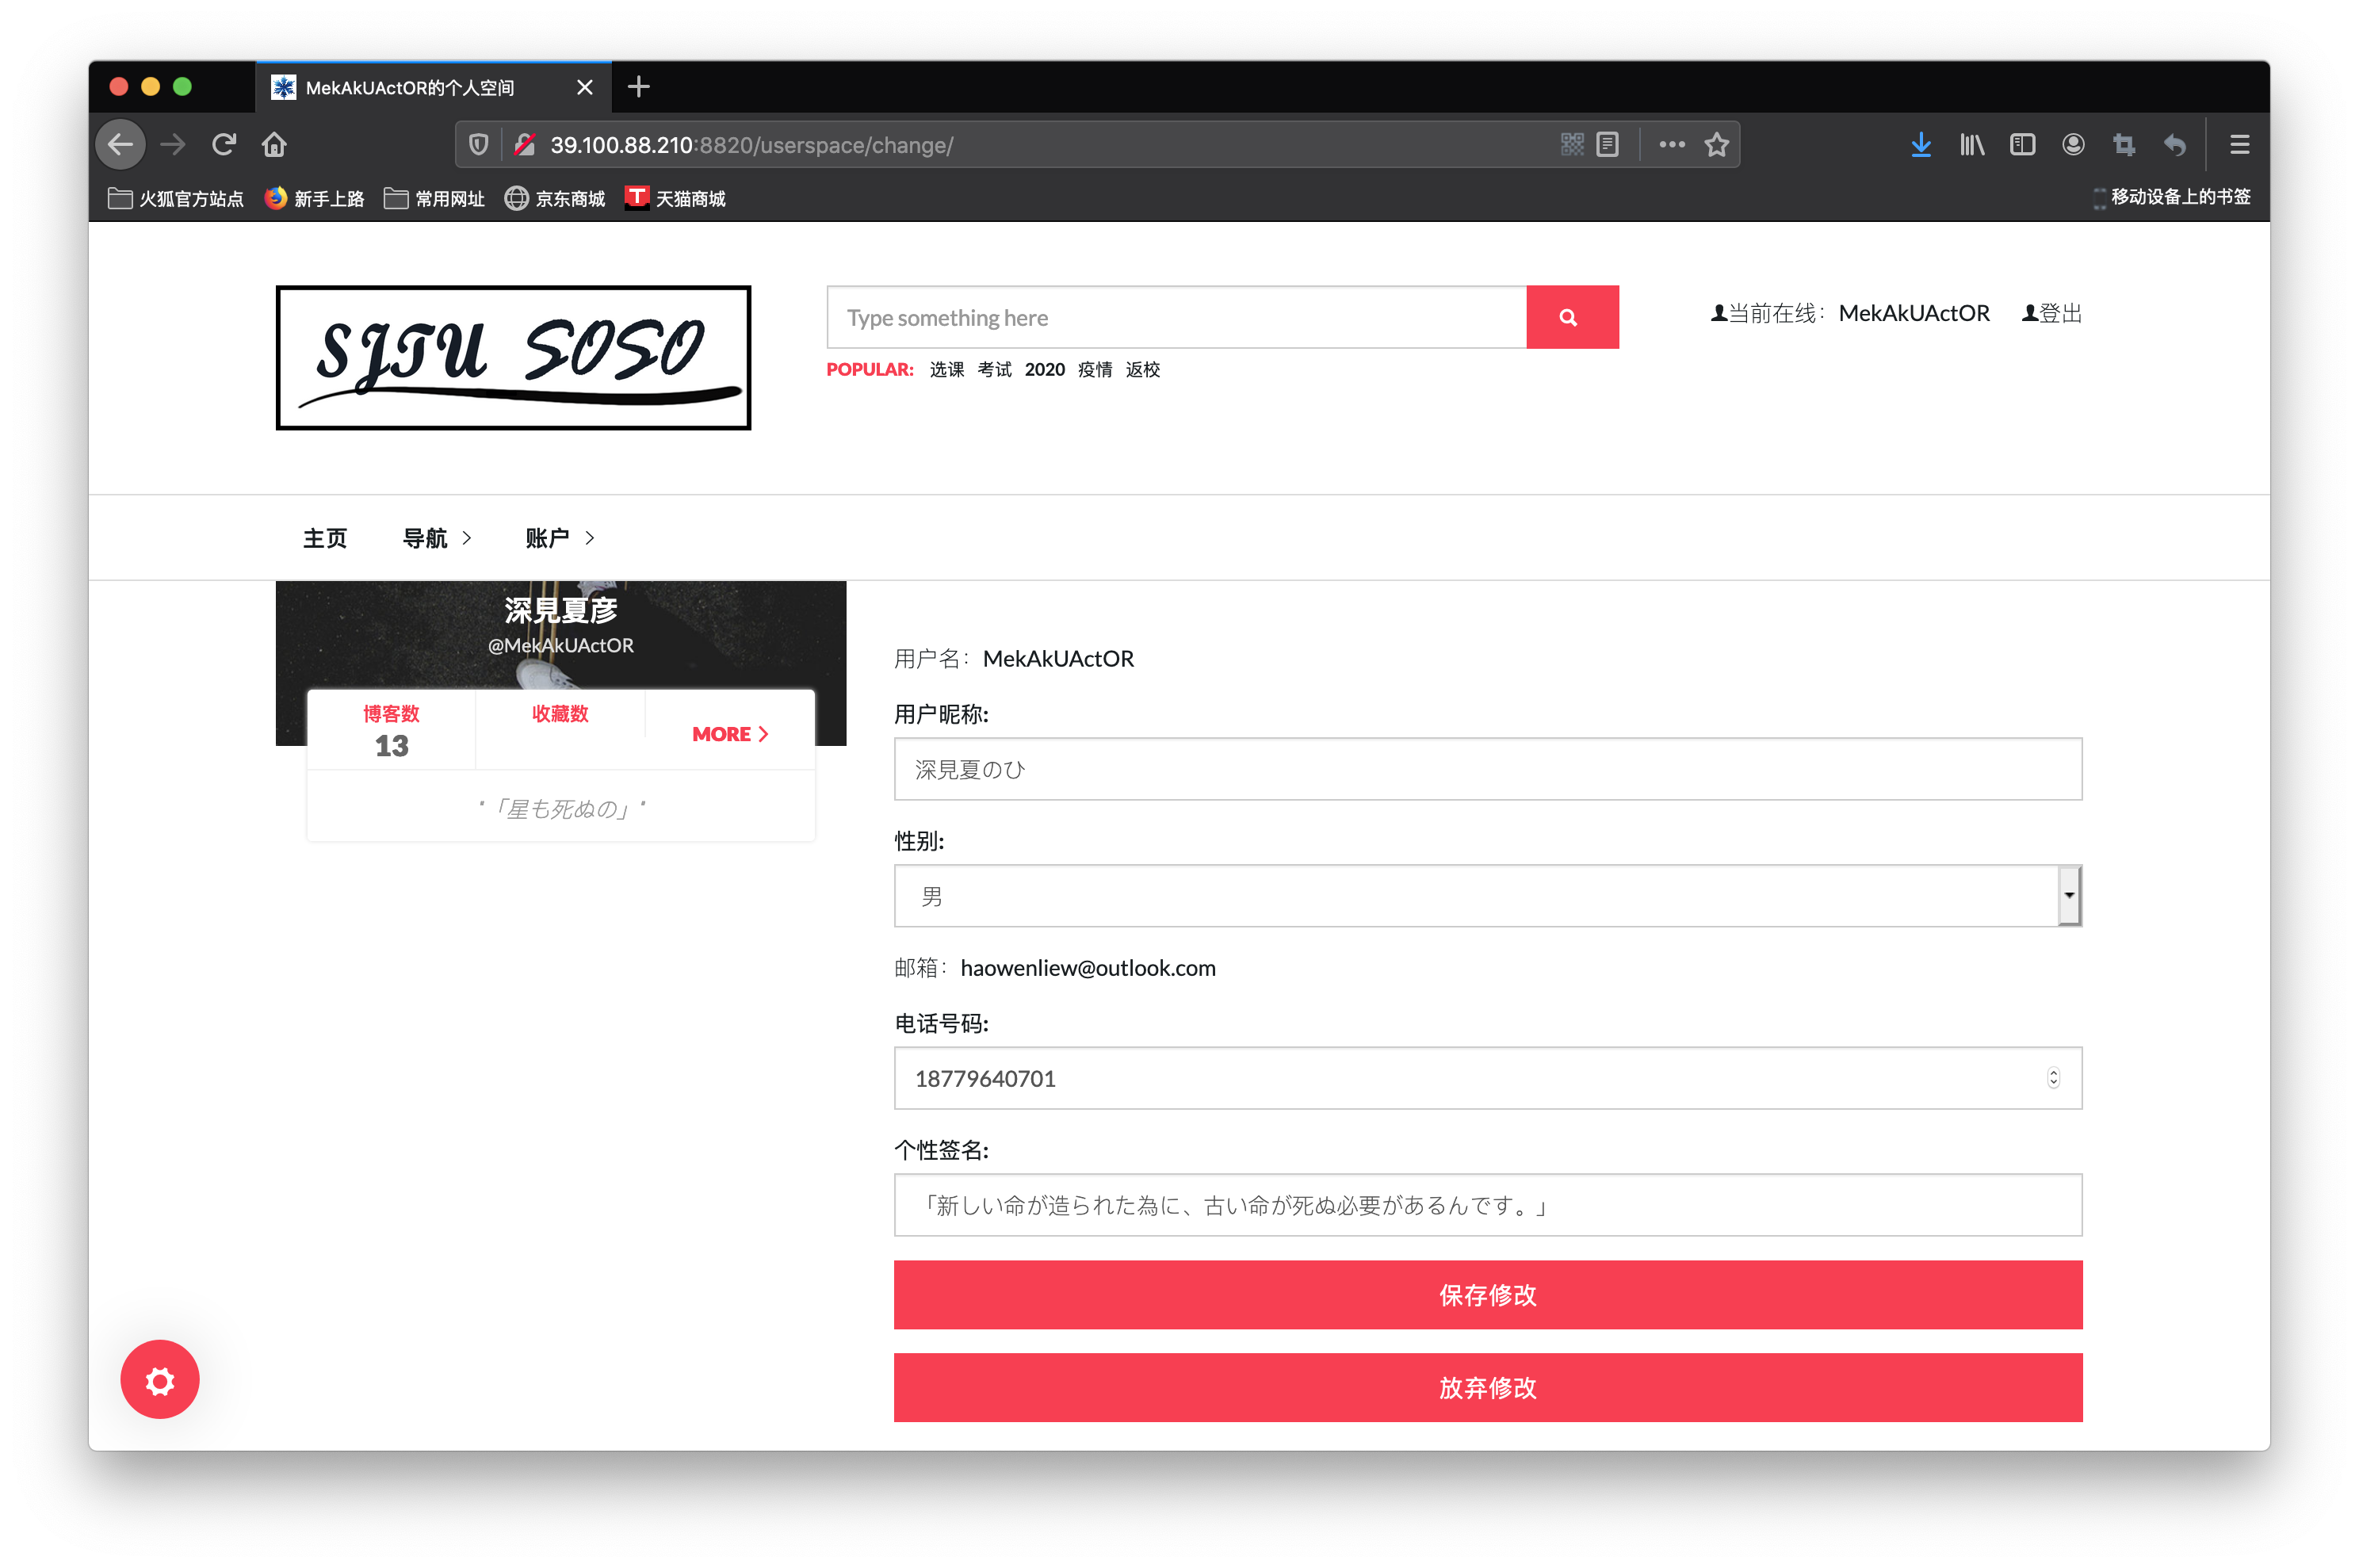 MekAkUActOR的个人空间
39.100.88.210:8820/userspace/change/
火狐官方站点 新手上路 常用网址 京东商城 天猫商城 移动设备上的书签
SJTU SOSO
Type something here
当前在线：MekAkUActOR 登出
POPULAR: 选课 考试 2020 疫情 返校
主页 导航 账户
深見夏彦
@MekAkUActOR
博客数 收藏数 MORE
13
"「星も死ぬの」"
用户名：MekAkUActOR
用户昵称:
深見夏のひ
性别:
男
邮箱：haowenliew@outlook.com
电话号码:
18779640701
个性签名:
「新しい命が造られた為に、古い命が死ぬ必要があるんです。」
保存修改
放弃修改